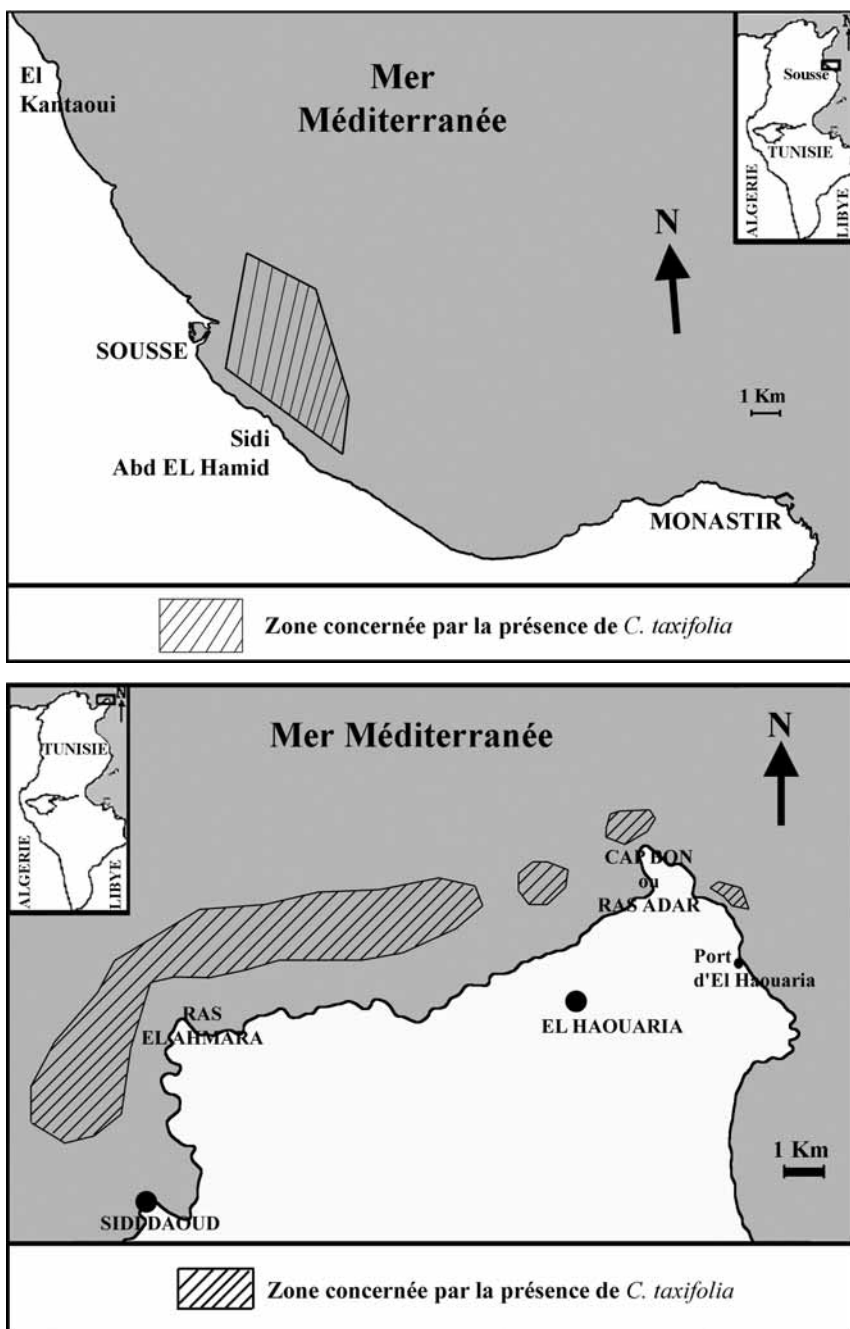 El
Kantaoui
Mer
Méditerranée
N
Sousse
TUNISIE
ALGERIE
LIBYE
N
SOUSSE
1 Km
Sidi
Abd EL Hamid
MONASTIR
Zone concernée par la présence de C. taxifolia
N
TUNISIE
ALGERIE
LIBYE
Mer Méditerranée
N
CAP BON
ou
RAS ADAR
Port
d'El Haouaria
RAS
EL AHMARA
EL HAOUARIA
1 Km
SIDI DAOUD
Zone concernée par la présence de C. taxifolia